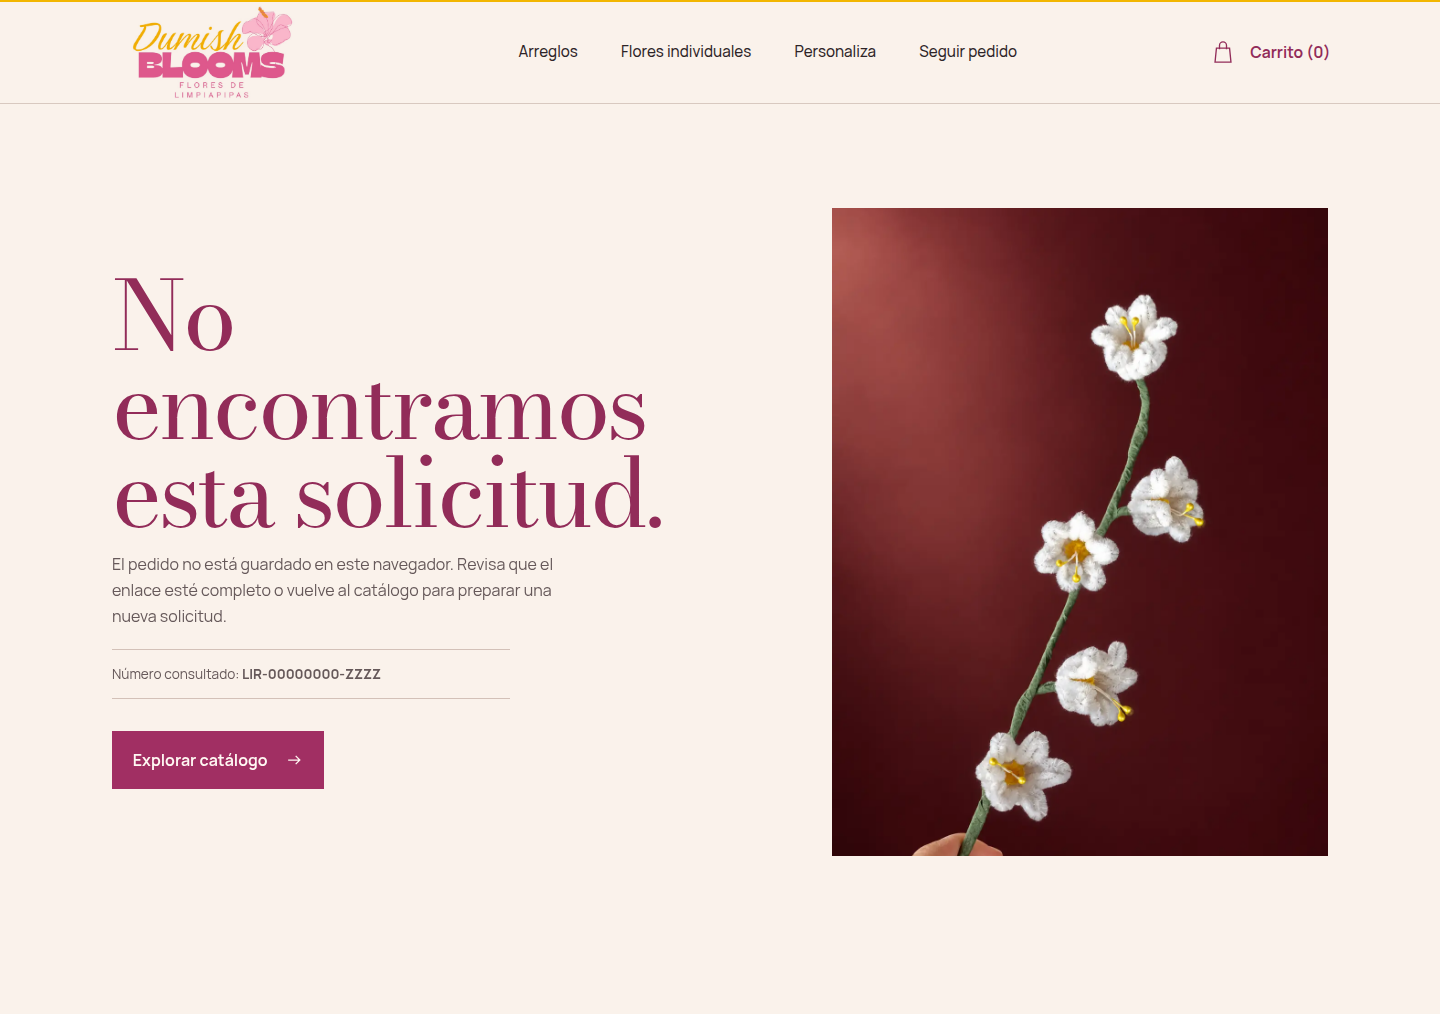 Dumish
BLOOMS
FLORES DE
LIMPIAPIPAS
Arreglos
Flores individuales
Personaliza
Seguir pedido
Carrito (0)
No
encontramos
esta solicitud.
El pedido no está guardado en este navegador. Revisa que el
enlace esté completo o vuelve al catálogo para preparar una
nueva solicitud.
Número consultado: LIR-00000000-ZZZZ
Explorar catálogo →